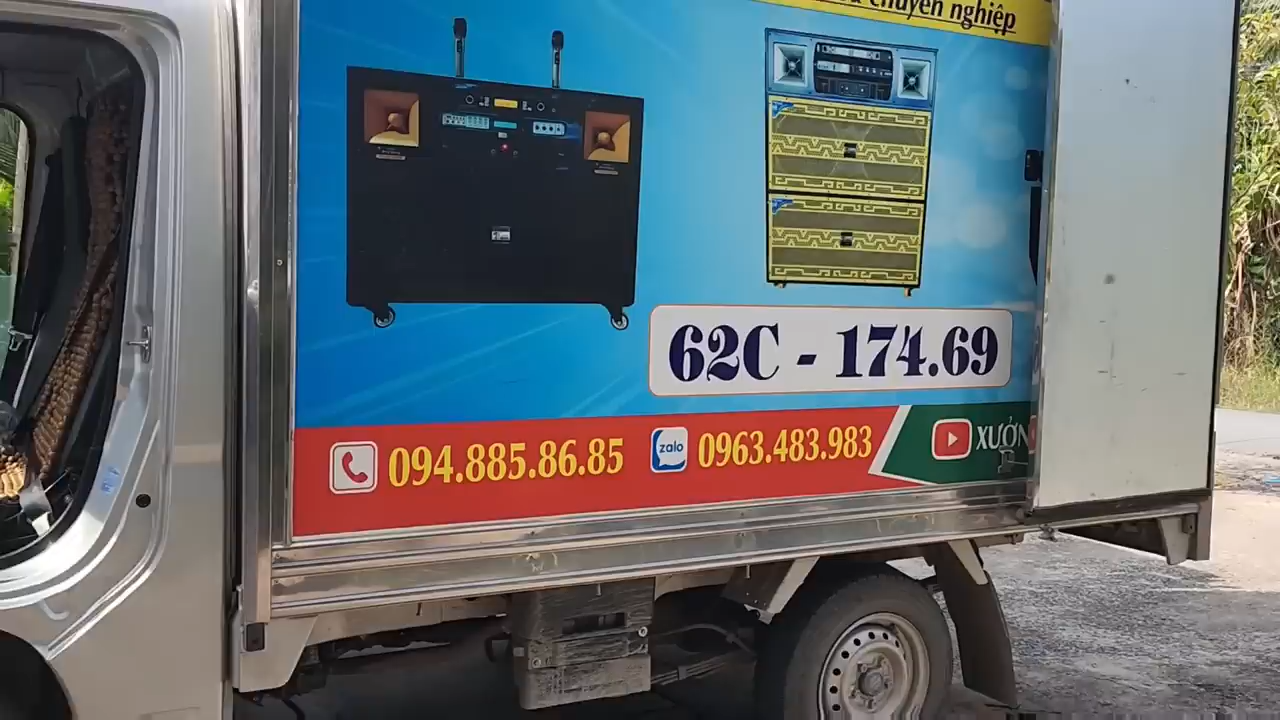 chuyên nghiệp
62C - 174.69
094.885.86.85
zalo 0963.483.983
XƯỞN